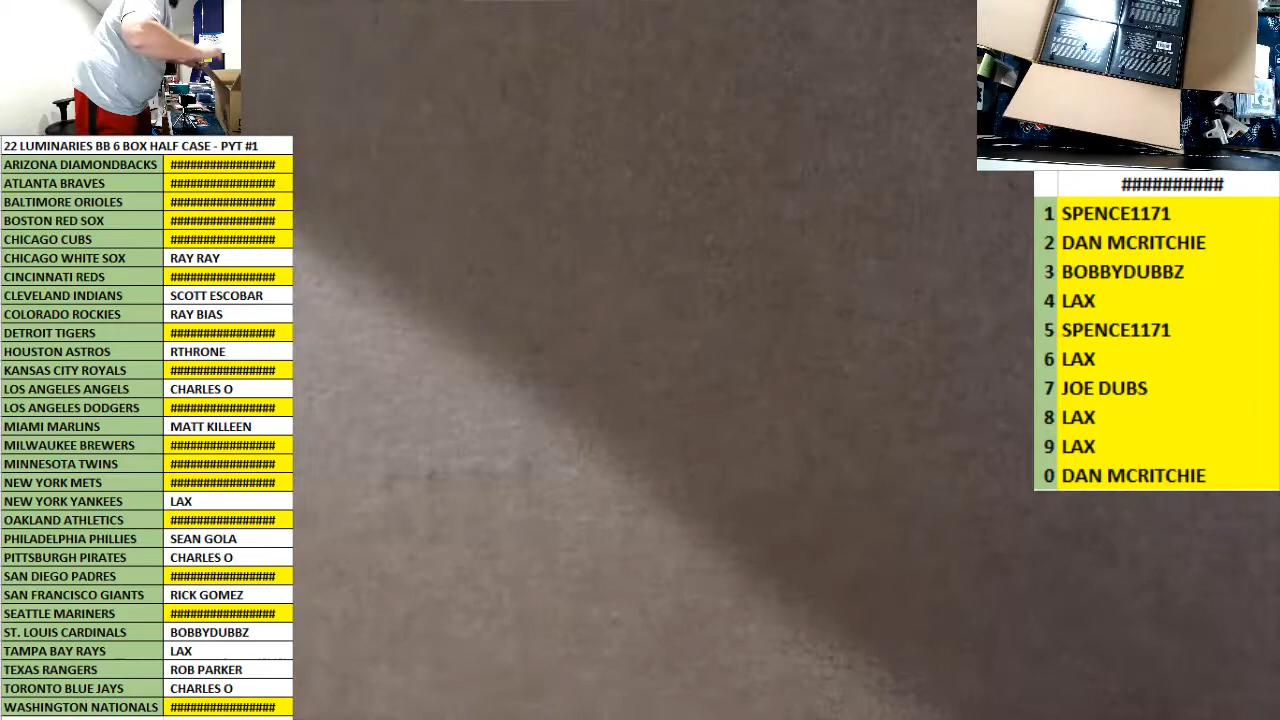 22 LUMINARIES BB 6 BOX HALF CASE - PYT #1
ARIZONA DIAMONDBACKS ################
ATLANTA BRAVES ################
BALTIMORE ORIOLES ################
BOSTON RED SOX ################
CHICAGO CUBS ################
CHICAGO WHITE SOX RAY RAY
CINCINNATI REDS ################
CLEVELAND INDIANS SCOTT ESCOBAR
COLORADO ROCKIES RAY BIAS
DETROIT TIGERS ################
HOUSTON ASTROS RTHRONE
KANSAS CITY ROYALS ################
LOS ANGELES ANGELS CHARLES O
LOS ANGELES DODGERS ################
MIAMI MARLINS MATT KILLEEN
MILWAUKEE BREWERS ################
MINNESOTA TWINS ################
NEW YORK METS ################
NEW YORK YANKEES LAX
OAKLAND ATHLETICS ################
PHILADELPHIA PHILLIES SEAN GOLA
PITTSBURGH PIRATES CHARLES O
SAN DIEGO PADRES ################
SAN FRANCISCO GIANTS RICK GOMEZ
SEATTLE MARINERS ################
ST. LOUIS CARDINALS BOBBYDUBBZ
TAMPA BAY RAYS LAX
TEXAS RANGERS ROB PARKER
TORONTO BLUE JAYS CHARLES O
WASHINGTON NATIONALS ################
##########
1 SPENCE1171
2 DAN MCRITCHIE
3 BOBBYDUBBZ
4 LAX
5 SPENCE1171
6 LAX
7 JOE DUBS
8 LAX
9 LAX
0 DAN MCRITCHIE